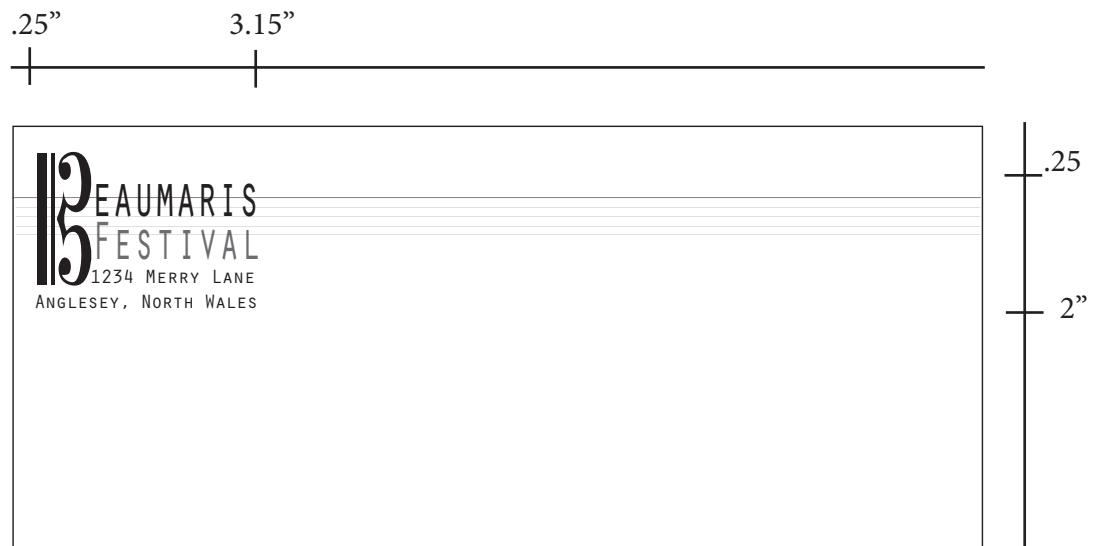 .25” 3.15”
.25
BEAUMARIS
FESTIVAL
1234 MERRY LANE
ANGLESEY, NORTH WALES
2”